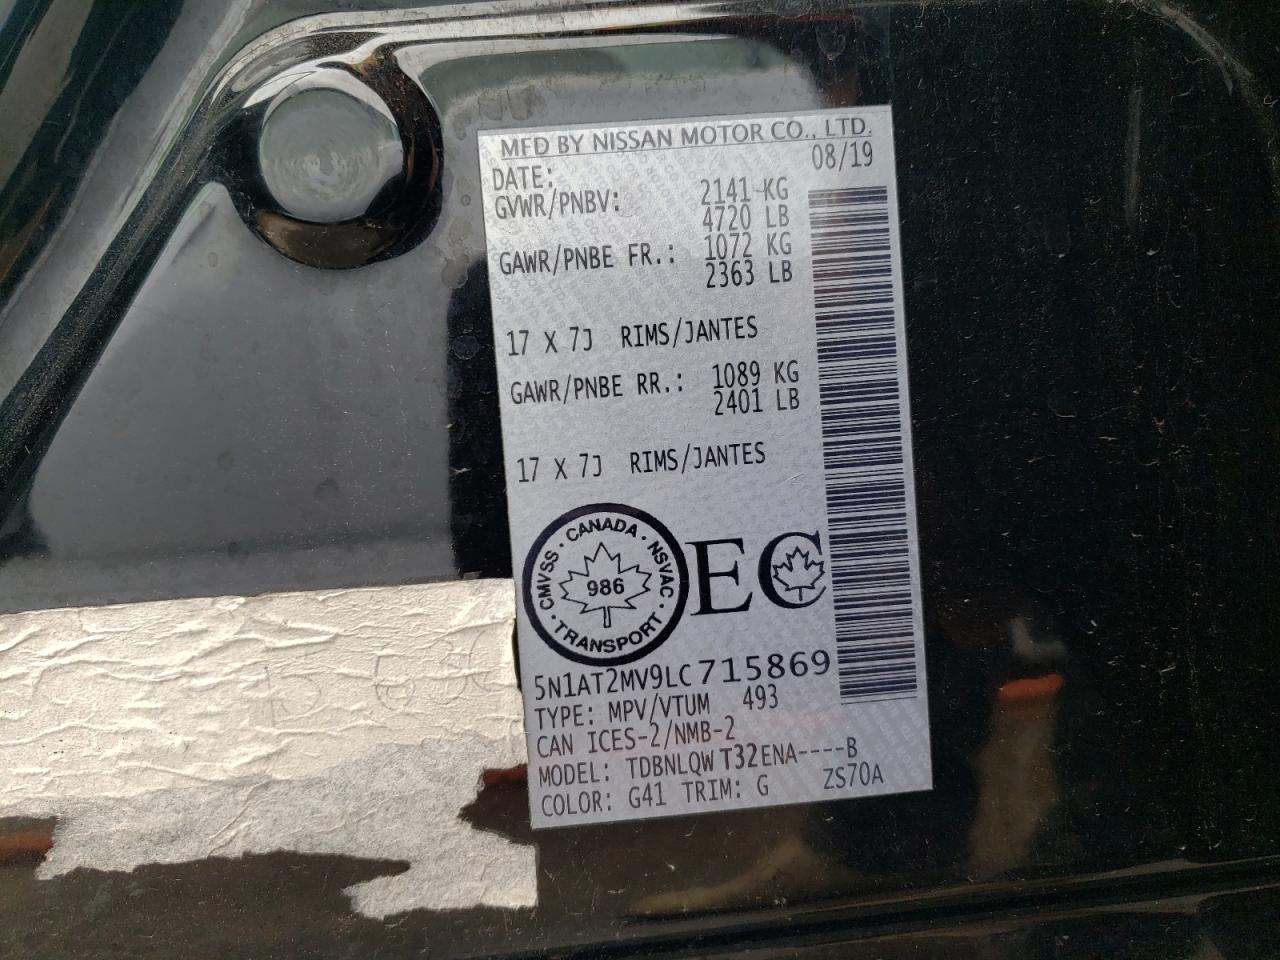 MFD BY NISSAN MOTOR CO., LTD.
DATE: 08/19
GVWR/PNBV: 2141 KG
4720 LB
GAWR/PNBE FR.: 1072 KG
2363 LB
17 X 7J RIMS/JANTES
GAWR/PNBE RR.: 1089 KG
2401 LB
17 X 7J RIMS/JANTES
CMVSS · CANADA · NSVAC · TRANSPORT ·
986
EC
5N1AT2MV9LC715869
TYPE: MPV/VTUM 493
CAN ICES-2/NMB-2
MODEL: TDBNLQWT32ENA----B
COLOR: G41 TRIM: G ZS70A